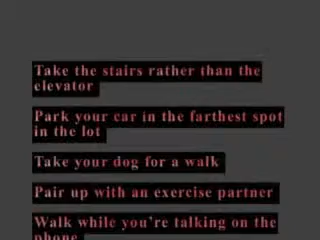 Take the stairs rather than the
elevator
Park your car in the farthest spot
in the lot
Take your dog for a walk
Pair up with an exercise partner
Walk while you're talking on the
phone